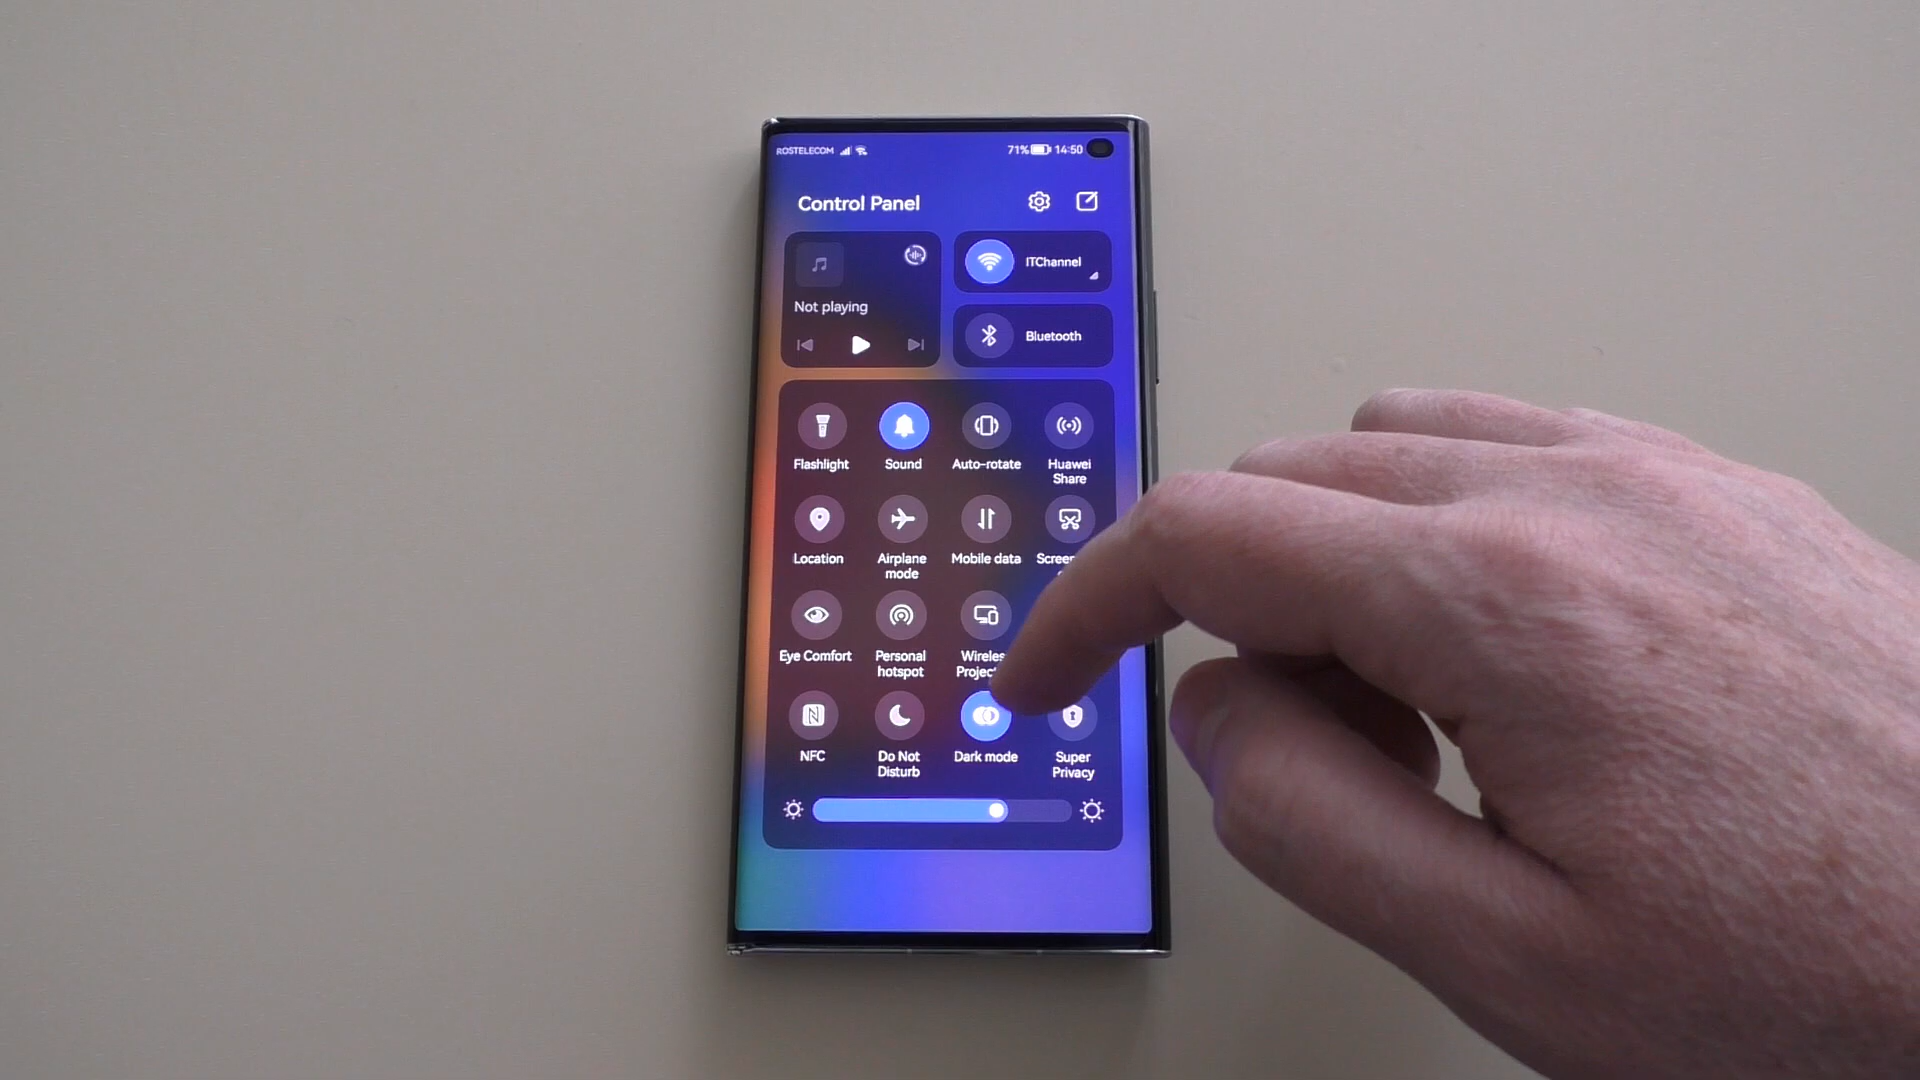 ROSTELECOM 71% 14:50
Control Panel
Not playing
ITChannel
Bluetooth
Flashlight Sound Auto-rotate Huawei
Share
Location Airplane
mode Mobile data
Eye Comfort Personal
hotspot
NFC Do Not
Disturb Dark mode Super
Privacy